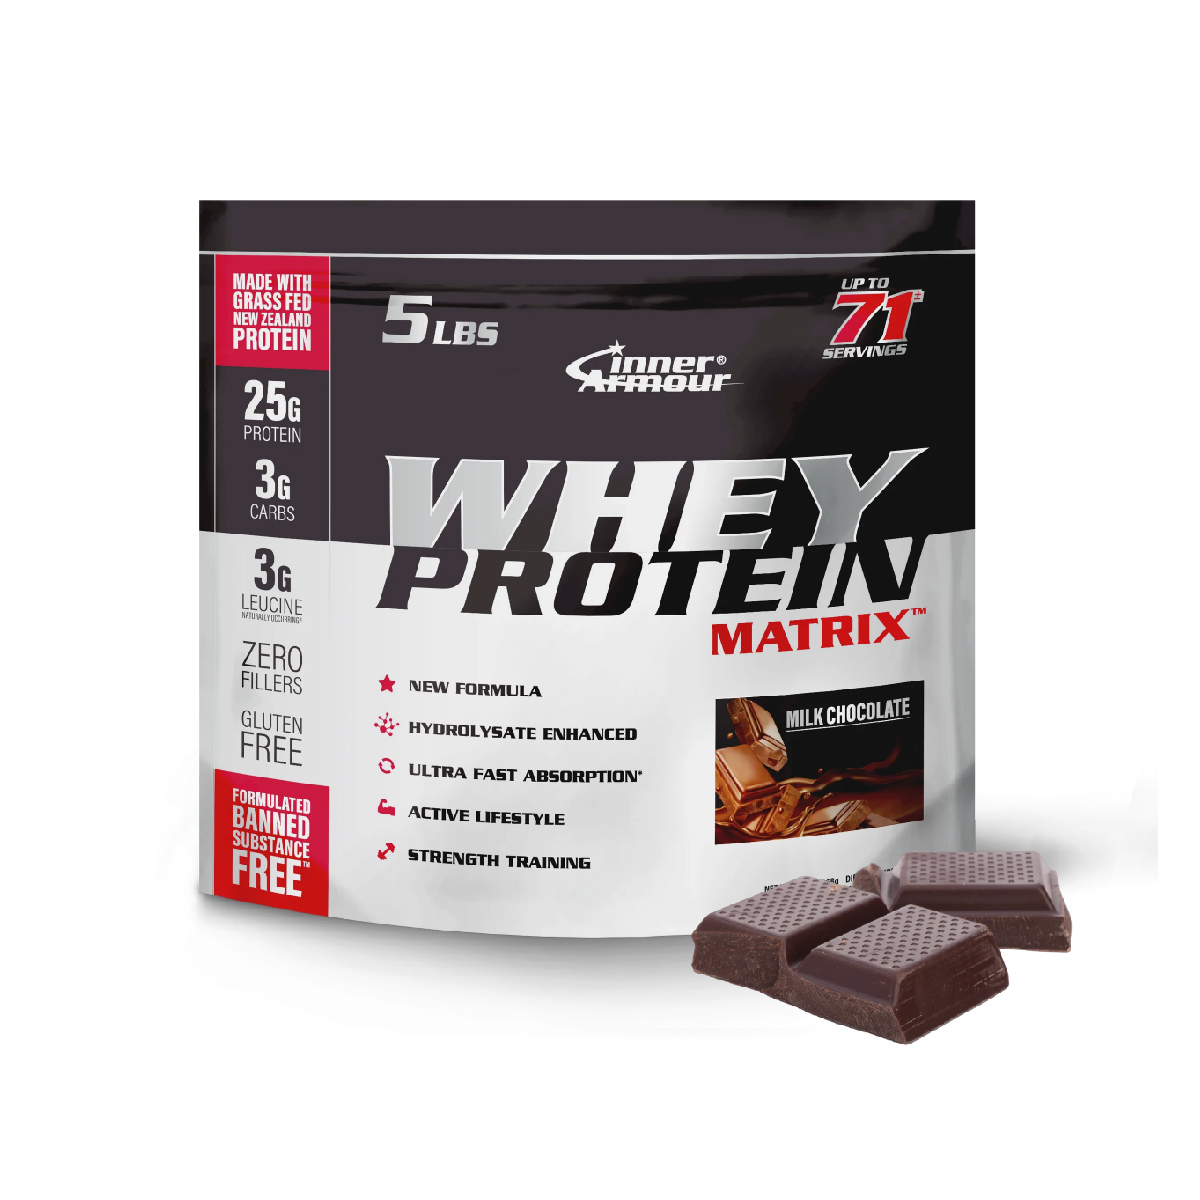 MADE WITH
GRASS FED
NEW ZEALAND
PROTEIN
25G
PROTEIN
3G
CARBS
3G
LEUCINE
ZERO
FILLERS
GLUTEN
FREE
FORMULATED
BANNED
SUBSTANCE
FREE™
5 LBS
inner®
Armour
UP TO
71
SERVINGS
WHEY
PROTEIN
MATRIX™
NEW FORMULA
HYDROLYSATE ENHANCED
ULTRA FAST ABSORPTION*
ACTIVE LIFESTYLE
STRENGTH TRAINING
MILK CHOCOLATE